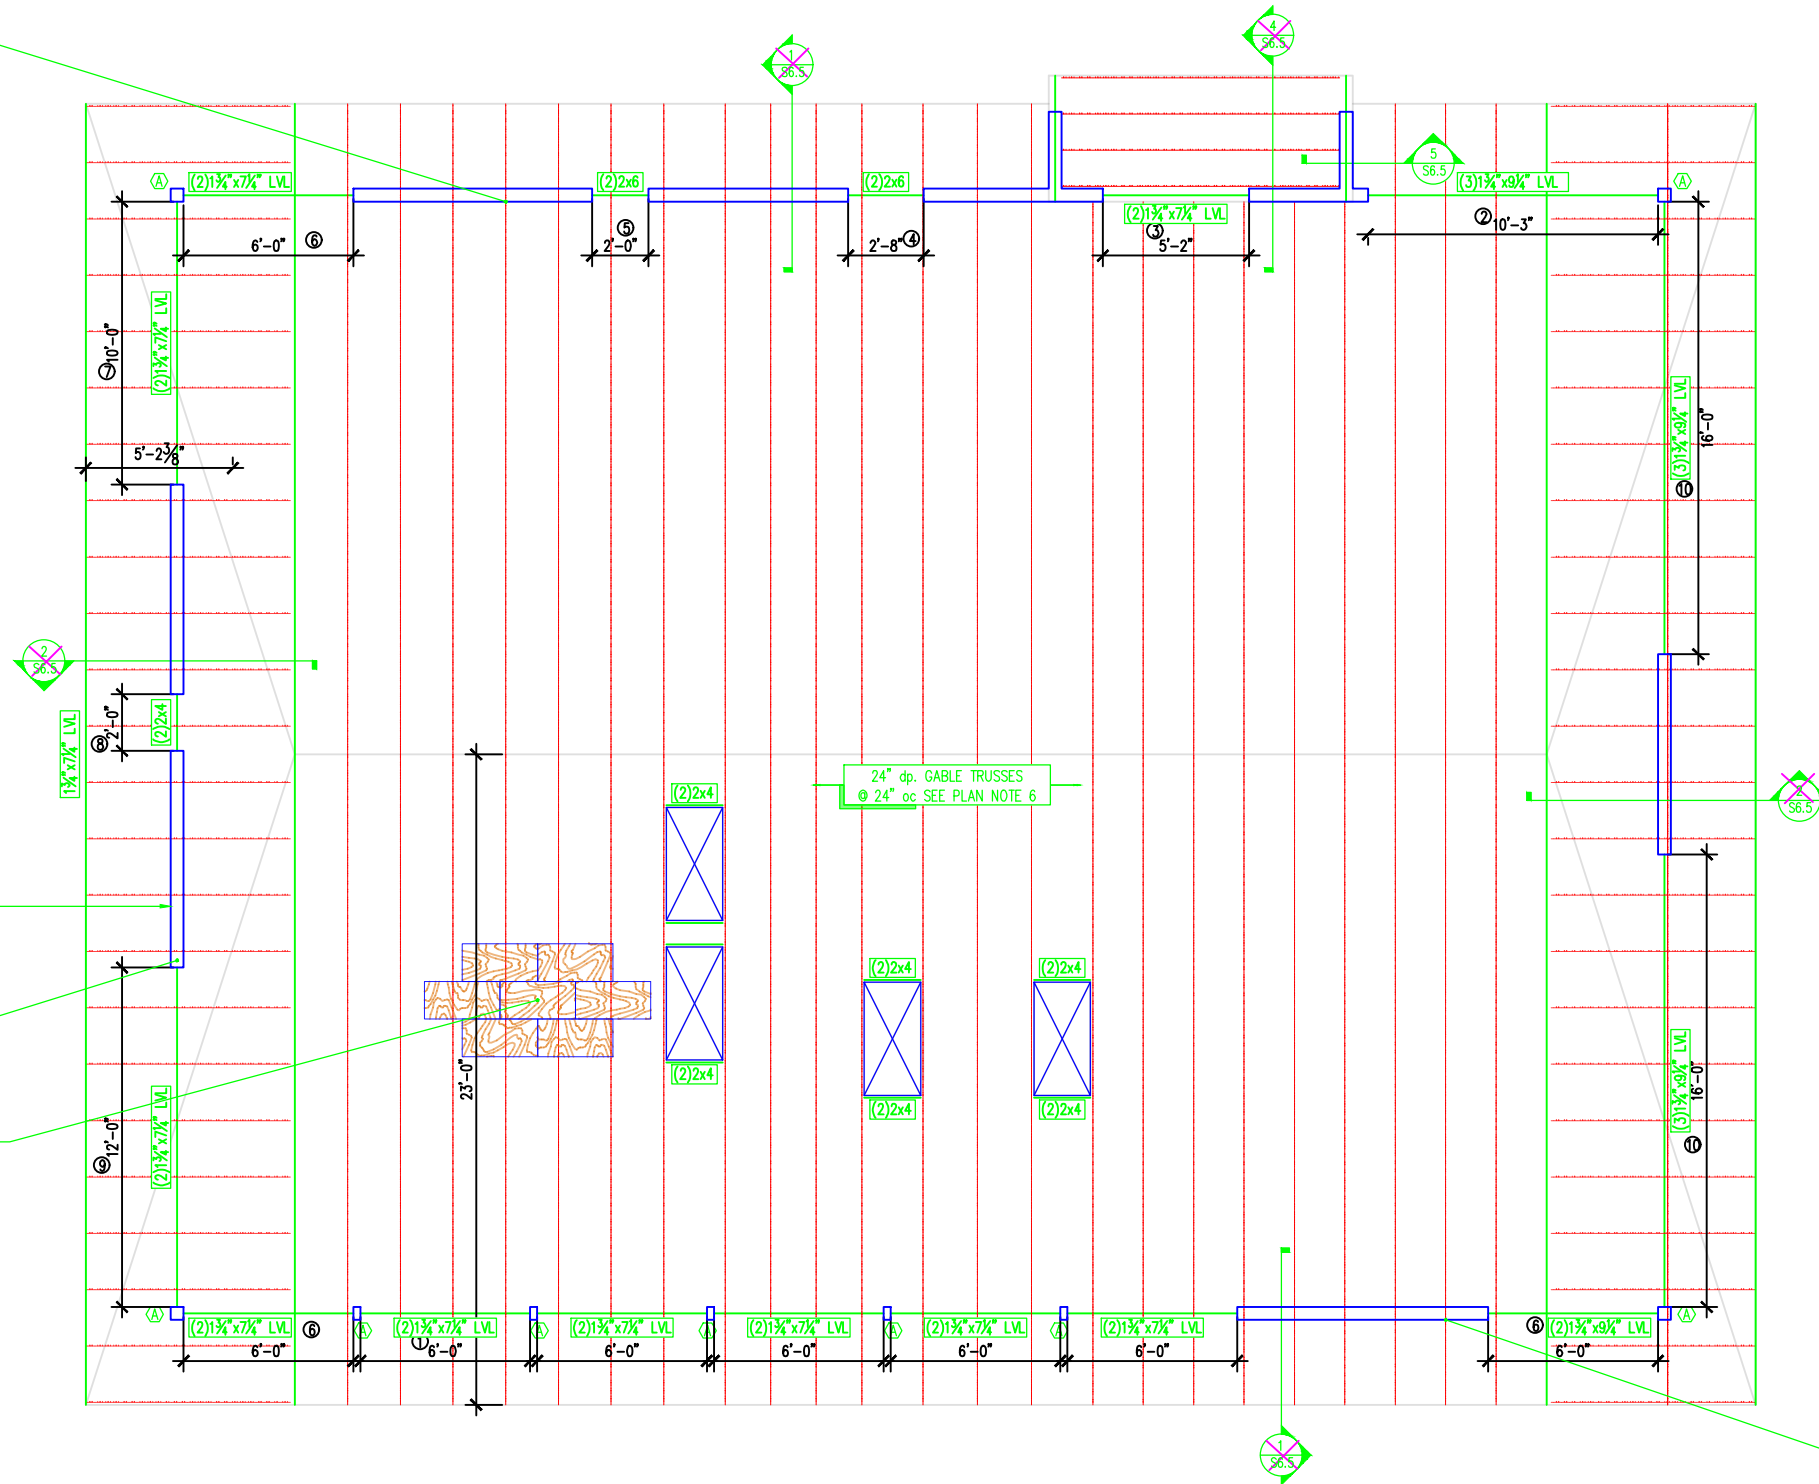 4
S6.5
1
S6.5
5
S6.5
A
(2)1¾"x7¼" LVL
(2)2x6
(2)2x6
(3)1¾"x9¼" LVL
A
(2)1¾"x7¼" LVL
6'-0"
6
5
2'-0"
2'-8"
4
3
5'-2"
2
10'-3"
(2)1¾"x7¼" LVL
7
10'-0"
5'-2⅜"
(3)1¾"x9¼" LVL
16'-0"
10
2
S6.5
(2)2x4
2'-0"
8
1¾"x7¼" LVL
24" dp. GABLE TRUSSES
@ 24" oc SEE PLAN NOTE 6
(2)2x4
2
S6.5
(2)2x4
(2)2x4
23'-0"
(2)2x4
(2)2x4
(2)2x4
(2)1¾"x7¼" LVL
12'-0"
9
(3)1¾"x9¼" LVL
16'-0"
10
A
A
(2)1¾"x7¼" LVL
6
A
(2)1¾"x7¼" LVL
A
(2)1¾"x7¼" LVL
A
(2)1¾"x7¼" LVL
A
(2)1¾"x7¼" LVL
A
(2)1¾"x7¼" LVL
6
(2)1¾"x9¼" LVL
6'-0"
1
6'-0"
6'-0"
6'-0"
6'-0"
6'-0"
6'-0"
1
S6.5